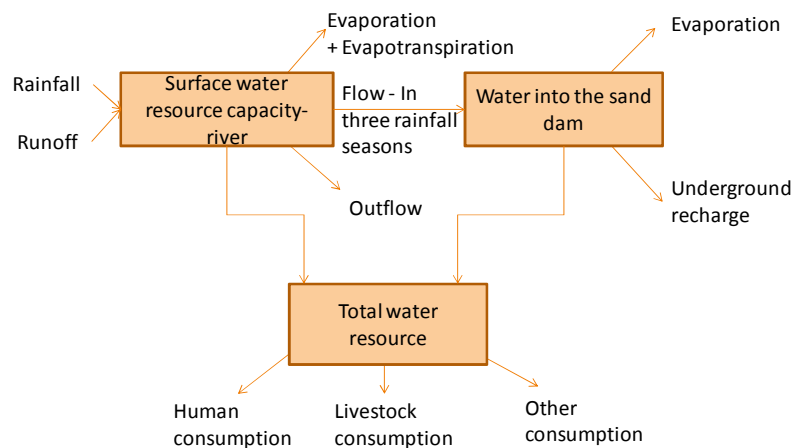 Evaporation
+ Evapotranspiration
Evaporation
Rainfall
Runoff
Surface water
resource capacity-
river
Flow - In
three rainfall
seasons
Water into the sand
dam
Outflow
Underground
recharge
Total water
resource
Human
consumption
Livestock
consumption
Other
consumption